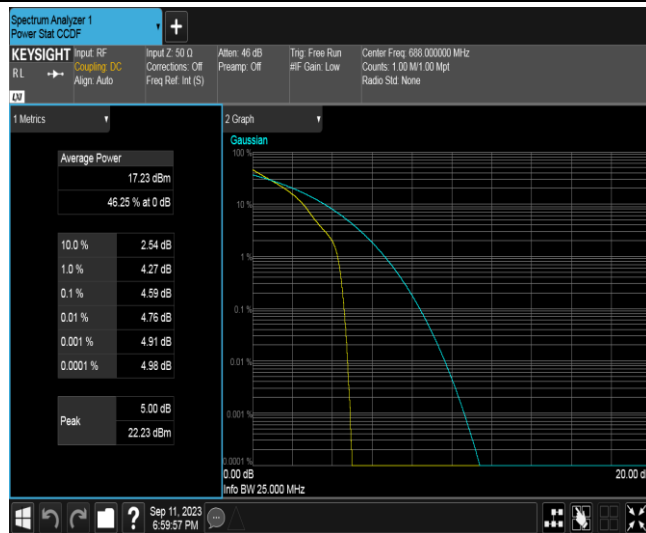 Spectrum Analyzer 1
Power Stat CCDF
+
KEYSIGHT
RL
Input: RF
Coupling: DC
Align: Auto
Input Z: 50 Ω
Corrections: Off
Freq Ref: Int (S)
Atten: 46 dB
Preamp: Off
Trig: Free Run
#IF Gain: Low
Center Freq: 688.000000 MHz
Counts: 1.00 M/1.00 Mpt
Radio Std: None
1 Metrics
Average Power
17.23 dBm
46.25 % at 0 dB
10.0 % 2.54 dB
1.0 % 4.27 dB
0.1 % 4.59 dB
0.01 % 4.76 dB
0.001 % 4.91 dB
0.0001 % 4.98 dB
Peak
5.00 dB
22.23 dBm
2 Graph
Gaussian
100 %
10 %
1 %
0.1 %
0.01 %
0.001 %
0.0001 %
0.00 dB
20.00 d
Info BW 25.000 MHz
?
Sep 11, 2023
6:59:57 PM